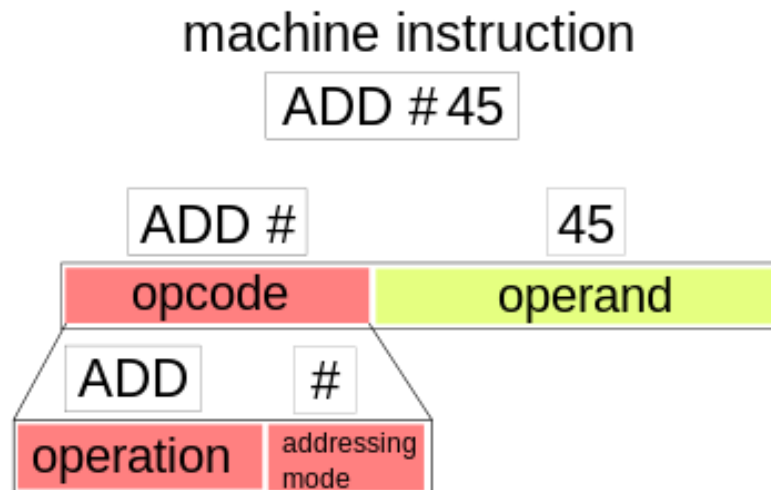 machine instruction
ADD # 45
ADD # 45
opcode operand
ADD #
operation addressing
mode